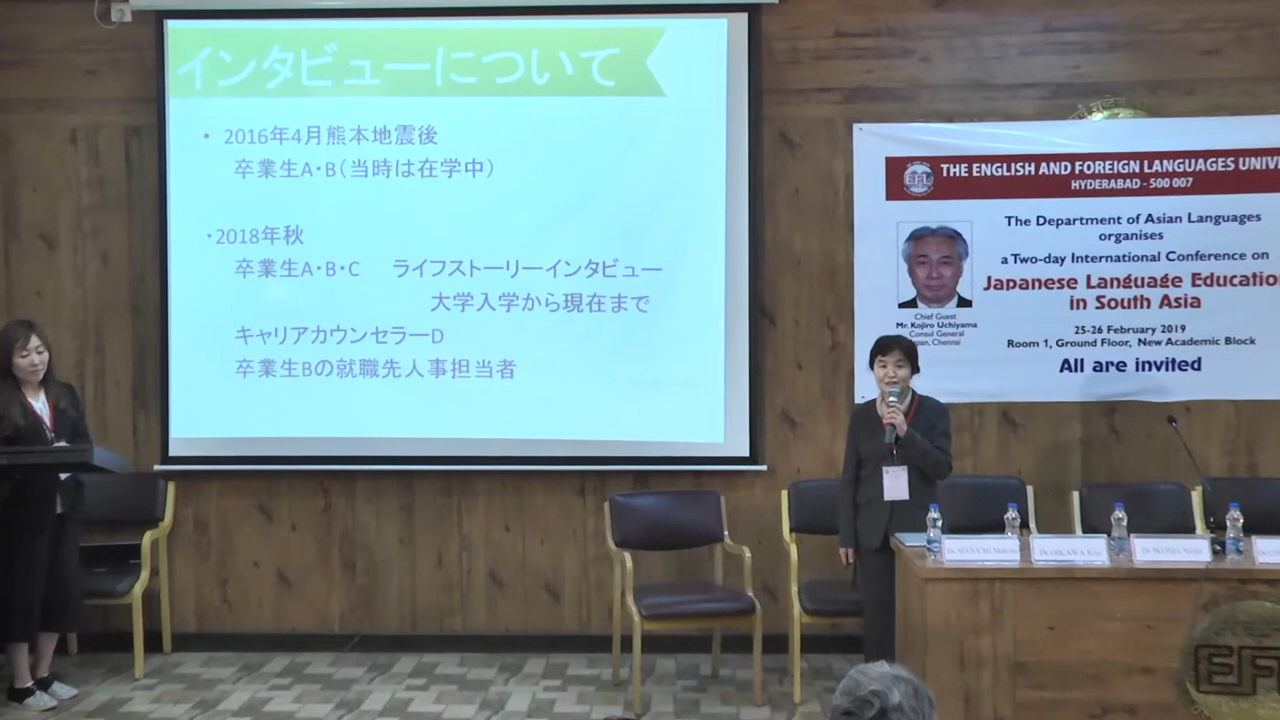 インタビューについて
• 2016年4月熊本地震後
卒業生A・B(当時は在学中)
・2018年秋
卒業生A・B・C ライフストーリーインタビュー
大学入学から現在まで
キャリアカウンセラーD
卒業生Bの就職先人事担当者
THE ENGLISH AND FOREIGN LANGUAGES UNIVE
HYDERABAD - 500 007
The Department of Asian Languages
organises
a Two-day International Conference on
Japanese Language Educatio
in South Asia
25-26 February 2019
Room 1, Ground Floor, New Academic Block
All are invited
Chief Guest
Mr. Kojiro Uchiyama
Consul General
Japan, Chennai
EF